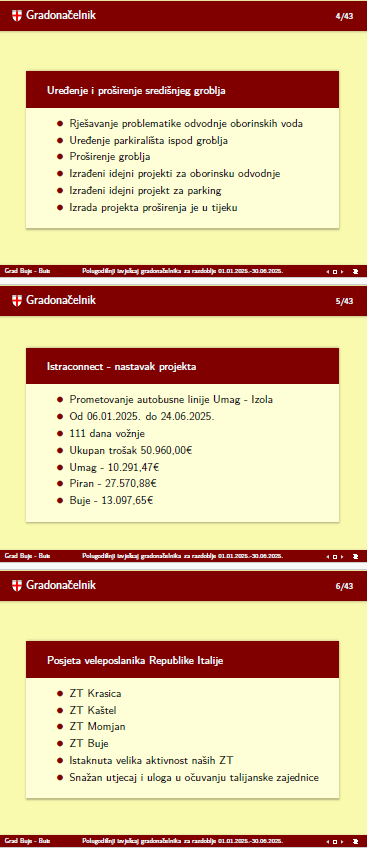 Gradonačelnik
4/43
Uređenje i proširenje središnjeg groblja
Rješavanje problematike odvodnje oborinskih voda
Uređenje parkirališta ispod groblja
Proširenje groblja
Izrađeni idejni projekti za oborinsku odvodnje
Izrađeni idejni projekt za parking
Izrada projekta proširenja je u tijeku
Grad Buje - Buie
Polugodišnji izvještaj gradonačelnika za razdoblje 01.01.2025.-30.06.2025.
Gradonačelnik
5/43
Istraconnect - nastavak projekta
Prometovanje autobusne linije Umag - Izola
Od 06.01.2025. do 24.06.2025.
111 dana vožnje
Ukupan trošak 50.960,00€
Umag - 10.291,47€
Piran - 27.570,88€
Buje - 13.097,65€
Grad Buje - Buie
Polugodišnji izvještaj gradonačelnika za razdoblje 01.01.2025.-30.06.2025.
Gradonačelnik
6/43
Posjeta veleposlanika Republike Italije
ZT Krasica
ZT Kaštel
ZT Momjan
ZT Buje
Istaknuta velika aktivnost naših ZT
Snažan utjecaj i uloga u očuvanju talijanske zajednice
Grad Buje - Buie
Polugodišnji izvještaj gradonačelnika za razdoblje 01.01.2025.-30.06.2025.